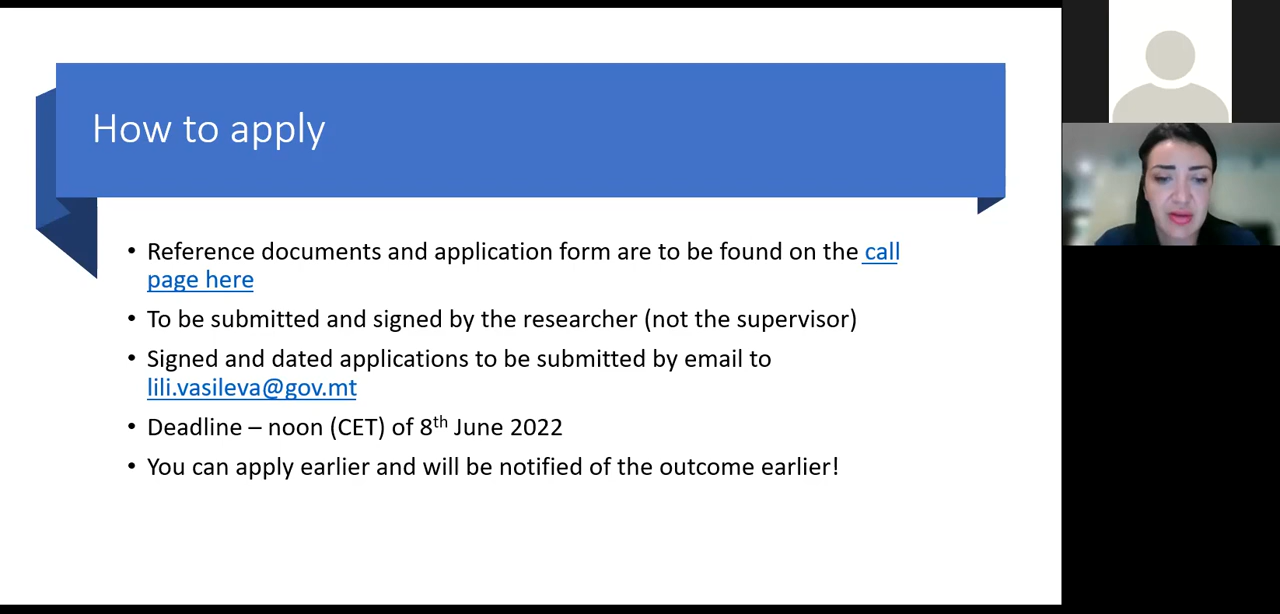 How to apply
• Reference documents and application form are to be found on the call
page here
• To be submitted and signed by the researcher (not the supervisor)
• Signed and dated applications to be submitted by email to
lili.vasileva@gov.mt
• Deadline – noon (CET) of 8th June 2022
• You can apply earlier and will be notified of the outcome earlier!